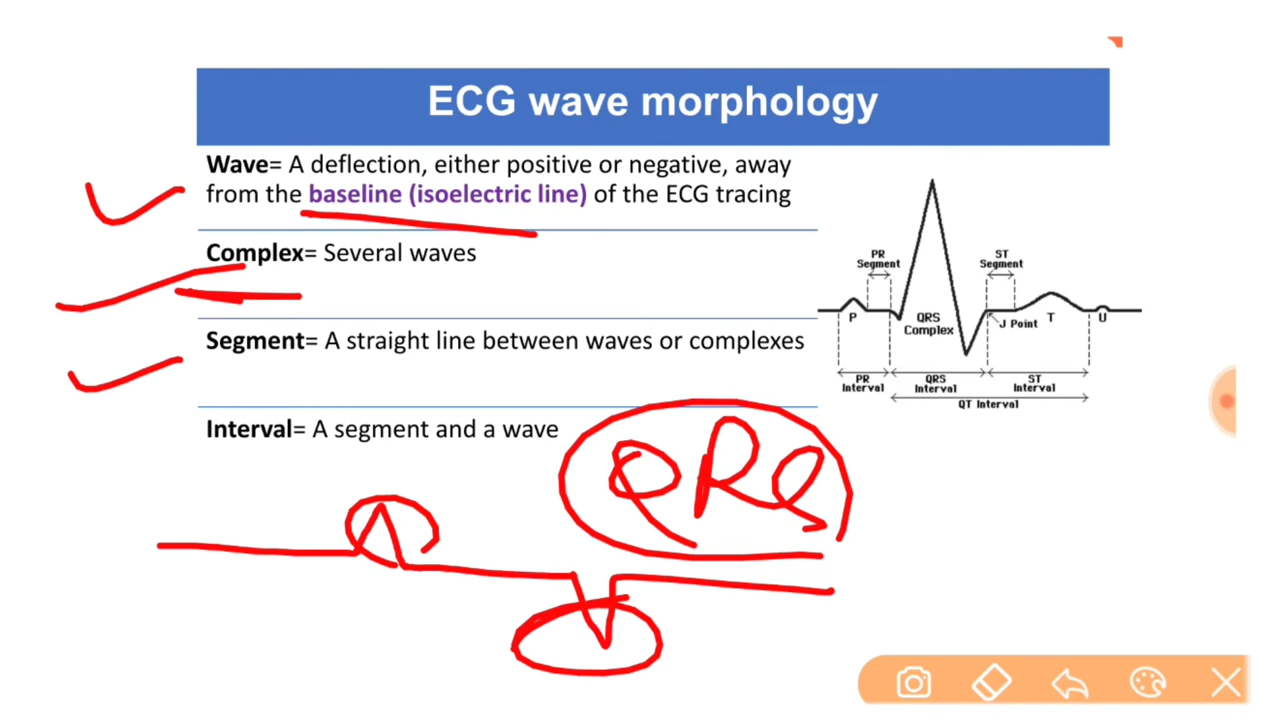 ECG wave morphology
Wave= A deflection, either positive or negative, away
from the baseline (isoelectric line) of the ECG tracing
Complex= Several waves
Segment= A straight line between waves or complexes
Interval= A segment and a wave
PR
Segment
ST
Segment
P
QRS
Complex
J Point
T
U
PR
Interval
QRS
Interval
ST
Interval
QT Interval
QRS